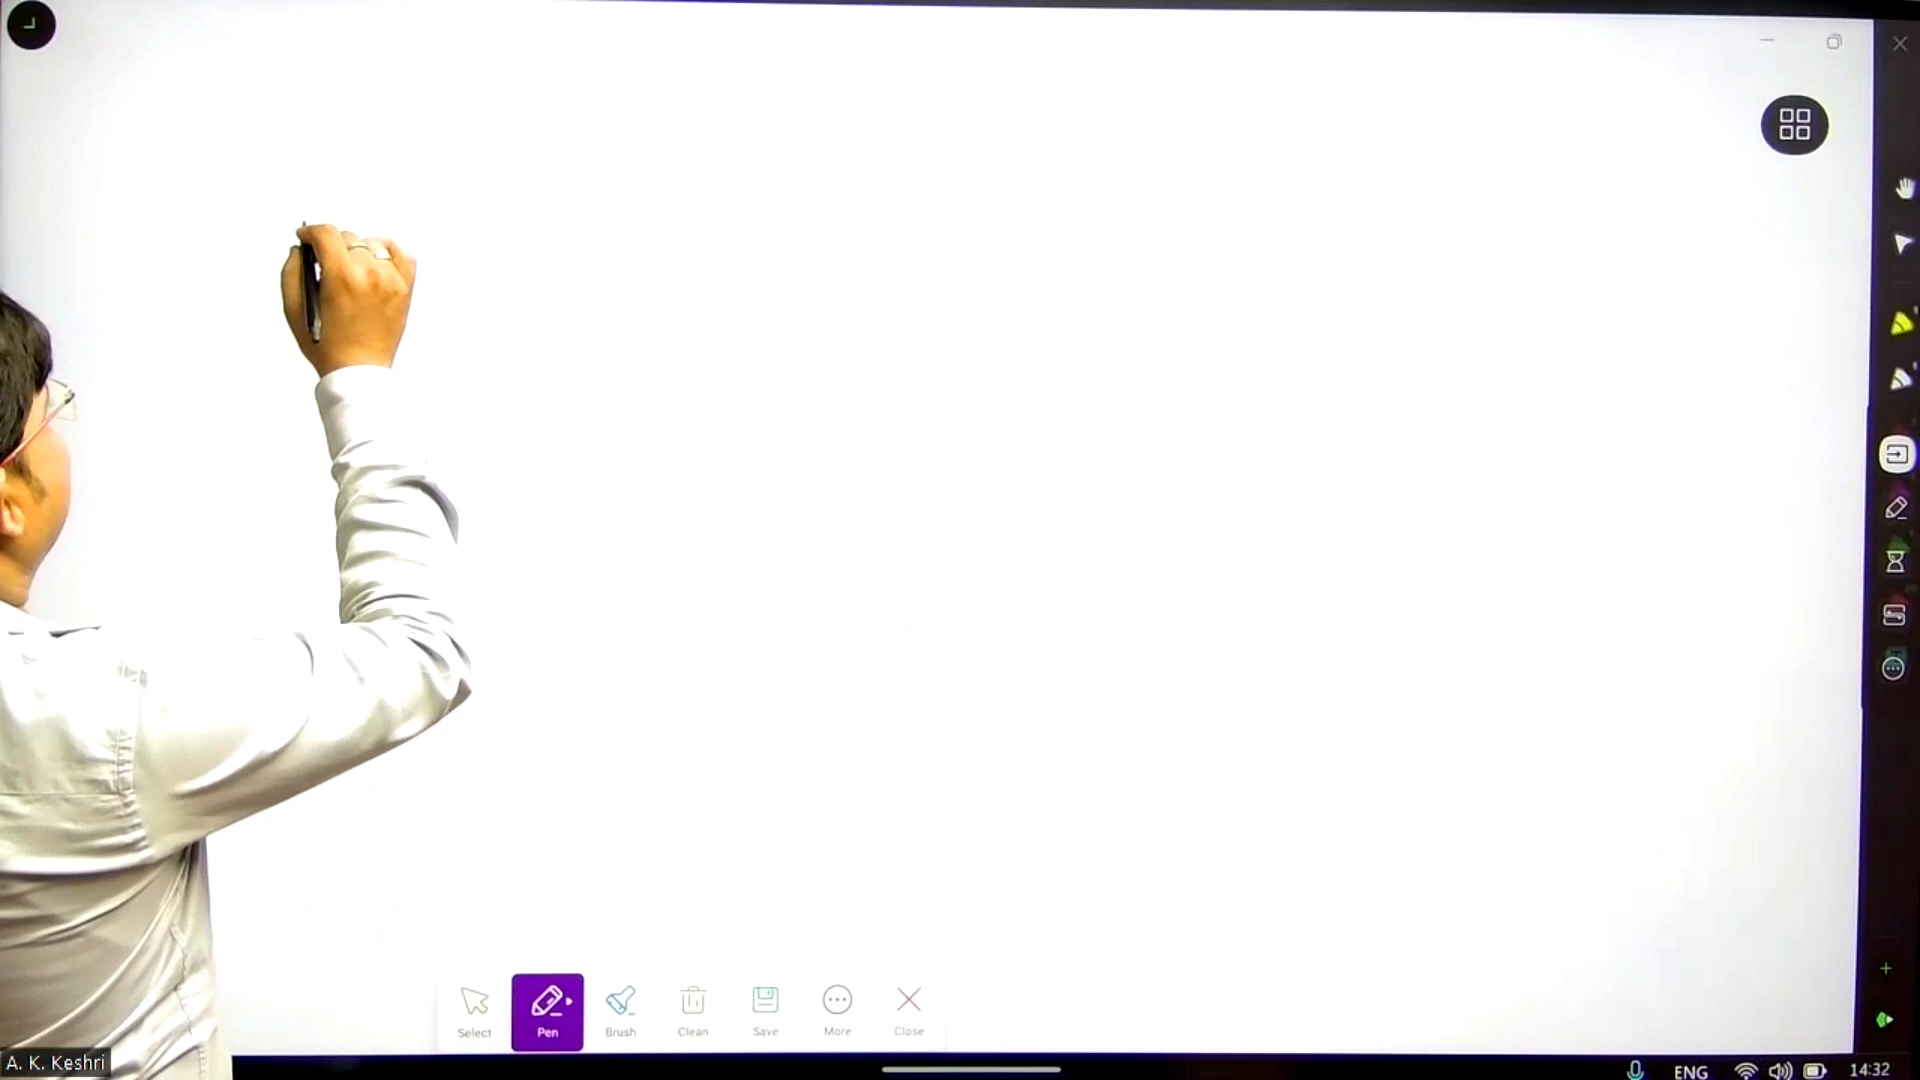 Select
Pen
Brush
Clean
Save
More
Close
A. K. Keshri
ENG
14:32